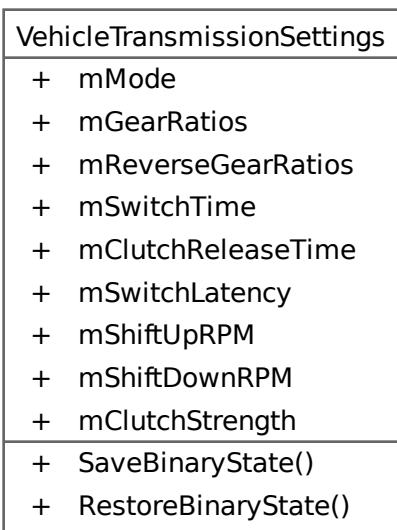 VehicleTransmissionSettings
+ mMode
+ mGearRatios
+ mReverseGearRatios
+ mSwitchTime
+ mClutchReleaseTime
+ mSwitchLatency
+ mShiftUpRPM
+ mShiftDownRPM
+ mClutchStrength
+ SaveBinaryState()
+ RestoreBinaryState()